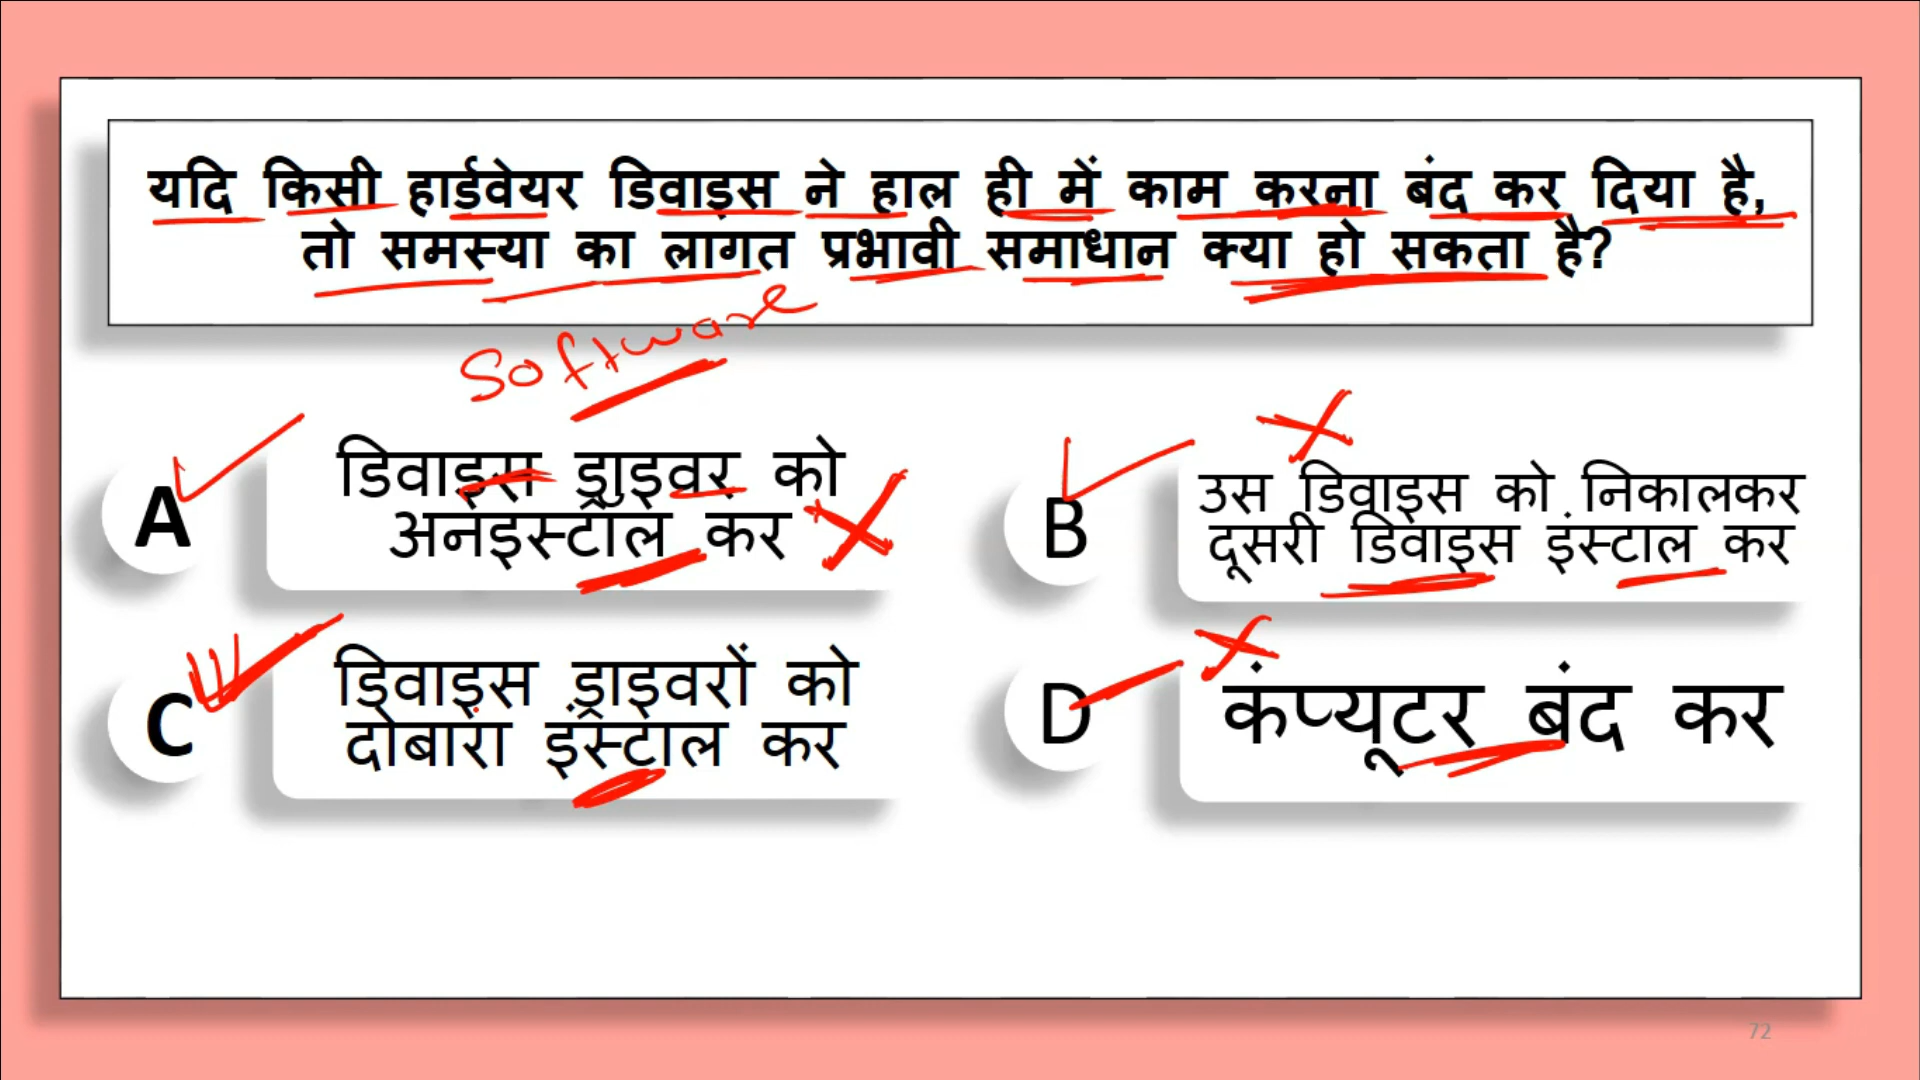 यदि किसी हार्डवेयर डिवाइस ने हाल ही में काम करना बंद कर दिया है,
तो समस्या का लागत प्रभावी समाधान क्या हो सकता है?
Software
A
डिवाइस ड्राइवर को
अनइंस्टॉल कर
B
उस डिवाइस को निकालकर
दूसरी डिवाइस इंस्टाल कर
C
डिवाइस ड्राइवरों को
दोबारा इंस्टाल कर
D
कंप्यूटर बंद कर
72